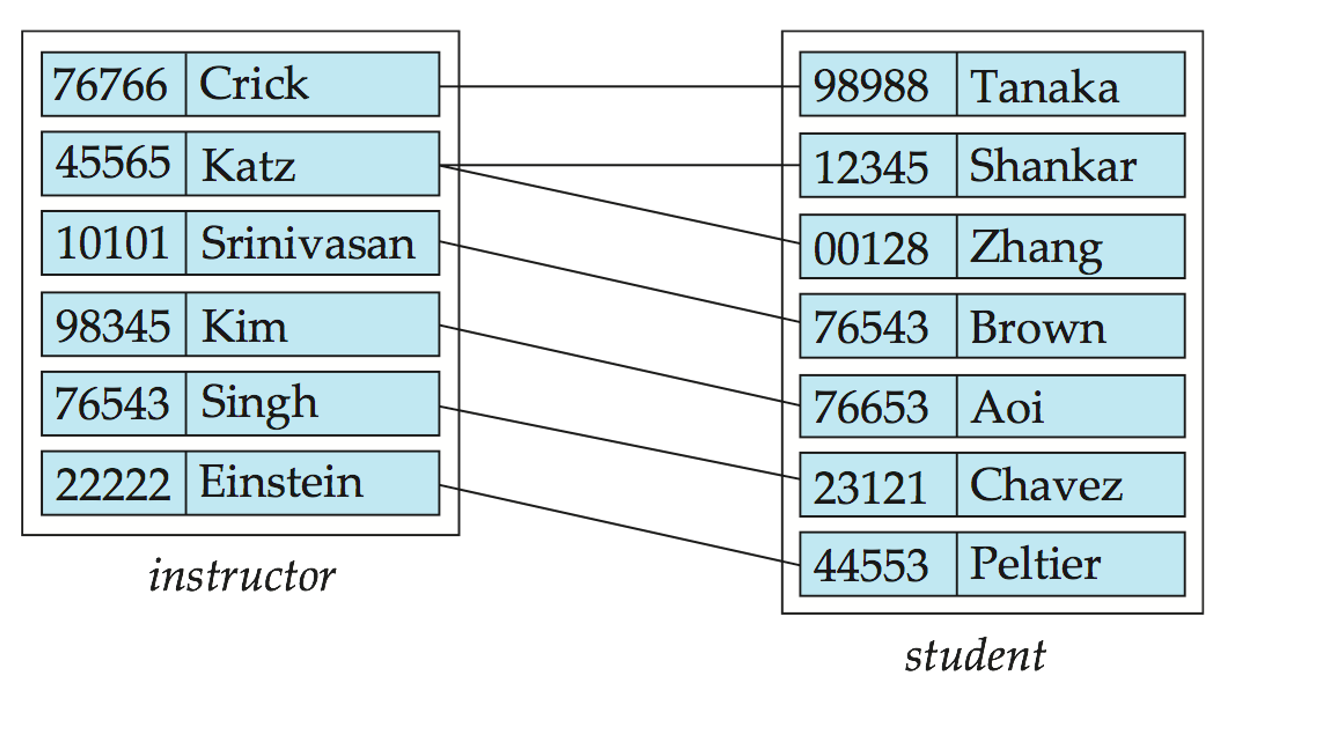 76766 Crick
45565 Katz
10101 Srinivasan
98345 Kim
76543 Singh
22222 Einstein
instructor
98988 Tanaka
12345 Shankar
00128 Zhang
76543 Brown
76653 Aoi
23121 Chavez
44553 Peltier
student